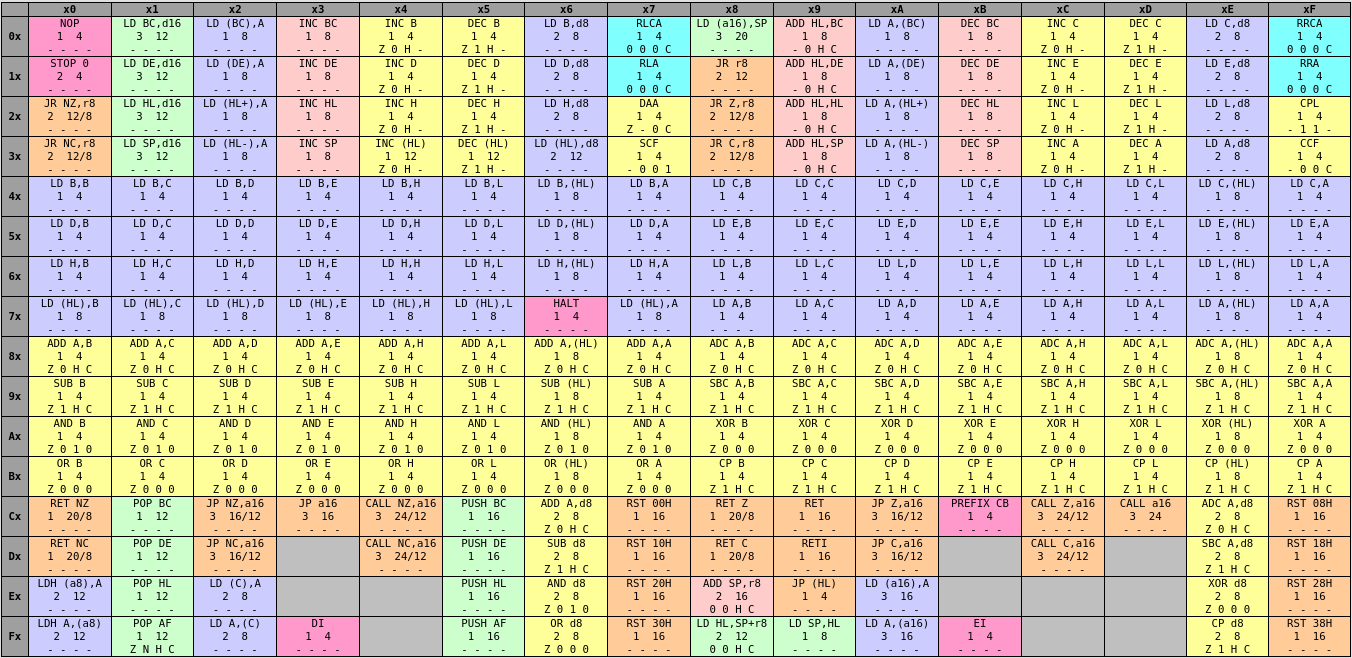 x0 x1 x2 x3 x4 x5 x6 x7 x8 x9 xA xB xC xD xE xF
NOP LD BC,d16 LD (BC),A INC BC INC B DEC B LD B,d8 RLCA LD (a16),SP ADD HL,BC LD A,(BC) DEC BC INC C DEC C LD C,d8 RRCA
0x 1 4 3 12 1 8 1 8 1 4 1 4 2 8 1 4 3 20 1 8 1 8 1 8 1 4 1 4 2 8 1 4
- - - - - - - - - - - - - - - - Z 0 H - Z 1 H - - - - - 0 0 0 C - - - - - 0 H C - - - - - - - - Z 0 H - Z 1 H - - - - - 0 0 0 C
STOP 0 LD DE,d16 LD (DE),A INC DE INC D DEC D LD D,d8 RLA JR r8 ADD HL,DE LD A,(DE) DEC DE INC E DEC E LD E,d8 RRA
1x 2 4 3 12 1 8 1 8 1 4 1 4 2 8 1 4 2 12 1 8 1 8 1 8 1 4 1 4 2 8 1 4
- - - - - - - - - - - - - - - - Z 0 H - Z 1 H - - - - - 0 0 0 C - - - - - 0 H C - - - - - - - - Z 0 H - Z 1 H - - - - - 0 0 0 C
JR NZ,r8 LD HL,d16 LD (HL+),A INC HL INC H DEC H LD H,d8 DAA JR Z,r8 ADD HL,HL LD A,(HL+) DEC HL INC L DEC L LD L,d8 CPL
2x 2 12/8 3 12 1 8 1 8 1 4 1 4 2 8 1 4 2 12/8 1 8 1 8 1 8 1 4 1 4 2 8 1 4
- - - - - - - - - - - - - - - - Z 0 H - Z 1 H - - - - - Z - 0 C - - - - - 0 H C - - - - - - - - Z 0 H - Z 1 H - - - - - - 1 1 -
JR NC,r8 LD SP,d16 LD (HL-),A INC SP INC (HL) DEC (HL) LD (HL),d8 SCF JR C,r8 ADD HL,SP LD A,(HL-) DEC SP INC A DEC A LD A,d8 CCF
3x 2 12/8 3 12 1 8 1 8 1 12 1 12 2 12 1 4 2 12/8 1 8 1 8 1 8 1 4 1 4 2 8 1 4
- - - - - - - - - - - - - - - - Z 0 H - Z 1 H - - - - - - 0 0 1 - - - - - 0 H C - - - - - - - - Z 0 H - Z 1 H - - - - - - 0 0 C
LD B,B LD B,C LD B,D LD B,E LD B,H LD B,L LD B,(HL) LD B,A LD C,B LD C,C LD C,D LD C,E LD C,H LD C,L LD C,(HL) LD C,A
4x 1 4 1 4 1 4 1 4 1 4 1 4 1 8 1 4 1 4 1 4 1 4 1 4 1 4 1 4 1 8 1 4
- - - - - - - - - - - - - - - - - - - - - - - - - - - - - - - - - - - - - - - - - - - - - - - - - - - - - - - - - - - - - - - -
LD D,B LD D,C LD D,D LD D,E LD D,H LD D,L LD D,(HL) LD D,A LD E,B LD E,C LD E,D LD E,E LD E,H LD E,L LD E,(HL) LD E,A
5x 1 4 1 4 1 4 1 4 1 4 1 4 1 8 1 4 1 4 1 4 1 4 1 4 1 4 1 4 1 8 1 4
- - - - - - - - - - - - - - - - - - - - - - - - - - - - - - - - - - - - - - - - - - - - - - - - - - - - - - - - - - - - - - - -
LD H,B LD H,C LD H,D LD H,E LD H,H LD H,L LD H,(HL) LD H,A LD L,B LD L,C LD L,D LD L,E LD L,H LD L,L LD L,(HL) LD L,A
6x 1 4 1 4 1 4 1 4 1 4 1 4 1 8 1 4 1 4 1 4 1 4 1 4 1 4 1 4 1 8 1 4
- - - - - - - - - - - - - - - - - - - - - - - - - - - - - - - - - - - - - - - - - - - - - - - - - - - - - - - - - - - - - - - -
LD (HL),B LD (HL),C LD (HL),D LD (HL),E LD (HL),H LD (HL),L HALT LD (HL),A LD A,B LD A,C LD A,D LD A,E LD A,H LD A,L LD A,(HL) LD A,A
7x 1 8 1 8 1 8 1 8 1 8 1 8 1 4 1 8 1 4 1 4 1 4 1 4 1 4 1 4 1 8 1 4
- - - - - - - - - - - - - - - - - - - - - - - - - - - - - - - - - - - - - - - - - - - - - - - - - - - - - - - - - - - - - - - -
ADD A,B ADD A,C ADD A,D ADD A,E ADD A,H ADD A,L ADD A,(HL) ADD A,A ADC A,B ADC A,C ADC A,D ADC A,E ADC A,H ADC A,L ADC A,(HL) ADC A,A
8x 1 4 1 4 1 4 1 4 1 4 1 4 1 8 1 4 1 4 1 4 1 4 1 4 1 4 1 4 1 8 1 4
Z 0 H C Z 0 H C Z 0 H C Z 0 H C Z 0 H C Z 0 H C Z 0 H C Z 0 H C Z 0 H C Z 0 H C Z 0 H C Z 0 H C Z 0 H C Z 0 H C Z 0 H C Z 0 H C
SUB B SUB C SUB D SUB E SUB H SUB L SUB (HL) SUB A SBC A,B SBC A,C SBC A,D SBC A,E SBC A,H SBC A,L SBC A,(HL) SBC A,A
9x 1 4 1 4 1 4 1 4 1 4 1 4 1 8 1 4 1 4 1 4 1 4 1 4 1 4 1 4 1 8 1 4
Z 1 H C Z 1 H C Z 1 H C Z 1 H C Z 1 H C Z 1 H C Z 1 H C Z 1 H C Z 1 H C Z 1 H C Z 1 H C Z 1 H C Z 1 H C Z 1 H C Z 1 H C Z 1 H C
AND B AND C AND D AND E AND H AND L AND (HL) AND A XOR B XOR C XOR D XOR E XOR H XOR L XOR (HL) XOR A
Ax 1 4 1 4 1 4 1 4 1 4 1 4 1 8 1 4 1 4 1 4 1 4 1 4 1 4 1 4 1 8 1 4
Z 0 1 0 Z 0 1 0 Z 0 1 0 Z 0 1 0 Z 0 1 0 Z 0 1 0 Z 0 1 0 Z 0 1 0 Z 0 0 0 Z 0 0 0 Z 0 0 0 Z 0 0 0 Z 0 0 0 Z 0 0 0 Z 0 0 0 Z 0 0 0
OR B OR C OR D OR E OR H OR L OR (HL) OR A CP B CP C CP D CP E CP H CP L CP (HL) CP A
Bx 1 4 1 4 1 4 1 4 1 4 1 4 1 8 1 4 1 4 1 4 1 4 1 4 1 4 1 4 1 8 1 4
Z 0 0 0 Z 0 0 0 Z 0 0 0 Z 0 0 0 Z 0 0 0 Z 0 0 0 Z 0 0 0 Z 0 0 0 Z 1 H C Z 1 H C Z 1 H C Z 1 H C Z 1 H C Z 1 H C Z 1 H C Z 1 H C
RET NZ POP BC JP NZ,a16 JP a16 CALL NZ,a16 PUSH BC ADD A,d8 RST 00H RET Z RET JP Z,a16 PREFIX CB CALL Z,a16 CALL a16 ADC A,d8 RST 08H
Cx 1 20/8 1 12 3 16/12 3 16 3 24/12 1 16 2 8 1 16 1 20/8 1 16 3 16/12 1 4 3 24/12 3 24 2 8 1 16
- - - - - - - - - - - - - - - - - - - - - - - - Z 0 H C - - - - - - - - - - - - - - - - - - - - - - - - - - - - Z 0 H C - - - -
RET NC POP DE JP NC,a16 CALL NC,a16 PUSH DE SUB d8 RST 10H RET C RETI JP C,a16 CALL C,a16 SBC A,d8 RST 18H
Dx 1 20/8 1 12 3 16/12 3 24/12 1 16 2 8 1 16 1 20/8 1 16 3 16/12 3 24/12 2 8 1 16
- - - - - - - - - - - - - - - - - - - - Z 1 H C - - - - - - - - - - - - - - - - - - - - Z 1 H C - - - -
LDH (a8),A POP HL LD (C),A PUSH HL AND d8 RST 20H ADD SP,r8 JP (HL) LD (a16),A XOR d8 RST 28H
Ex 2 12 1 12 2 8 1 16 2 8 1 16 2 16 1 4 3 16 2 8 1 16
- - - - - - - - - - - - - - - - Z 0 1 0 - - - - 0 0 H C - - - - - - - - Z 0 0 0 - - - -
LDH A,(a8) POP AF LD A,(C) DI PUSH AF OR d8 RST 30H LD HL,SP+r8 LD SP,HL LD A,(a16) EI CP d8 RST 38H
Fx 2 12 1 12 2 8 1 4 1 16 2 8 1 16 2 12 1 8 3 16 1 4 2 8 1 16
- - - - Z N H C - - - - - - - - - - - - Z 0 0 0 - - - - 0 0 H C - - - - - - - - - - - - Z 1 H C - - - -